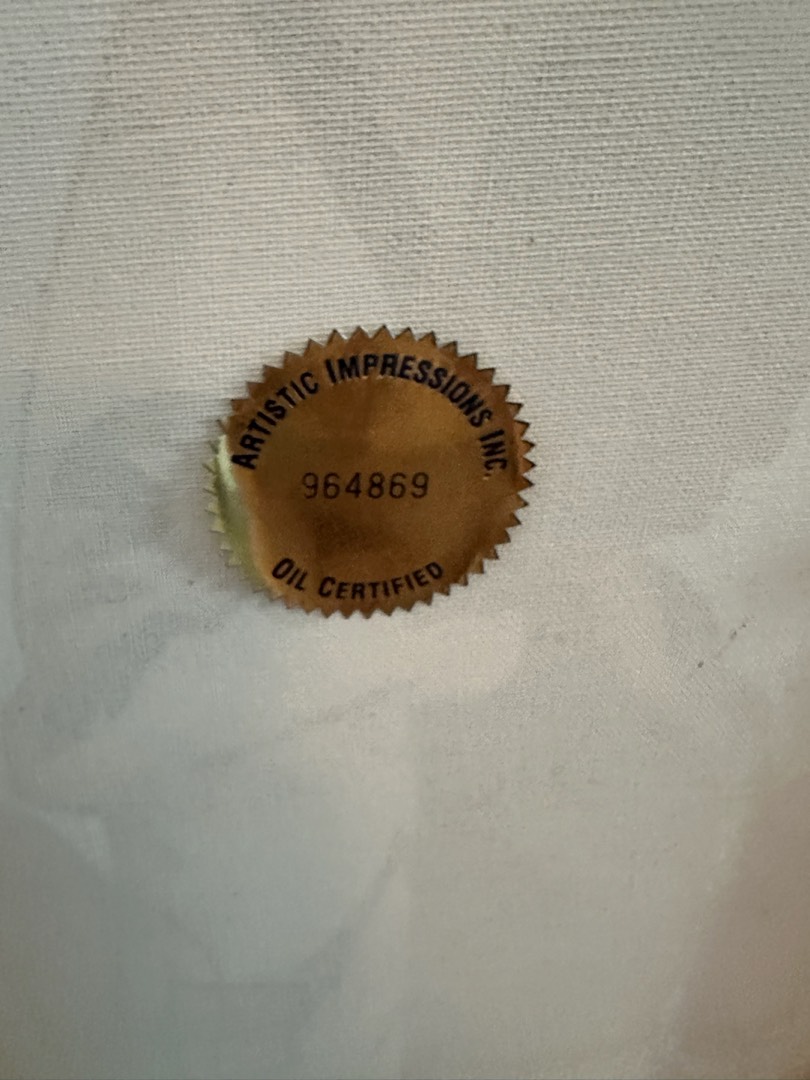 ARTISTIC IMPRESSIONS INC.
964869
OIL CERTIFIED